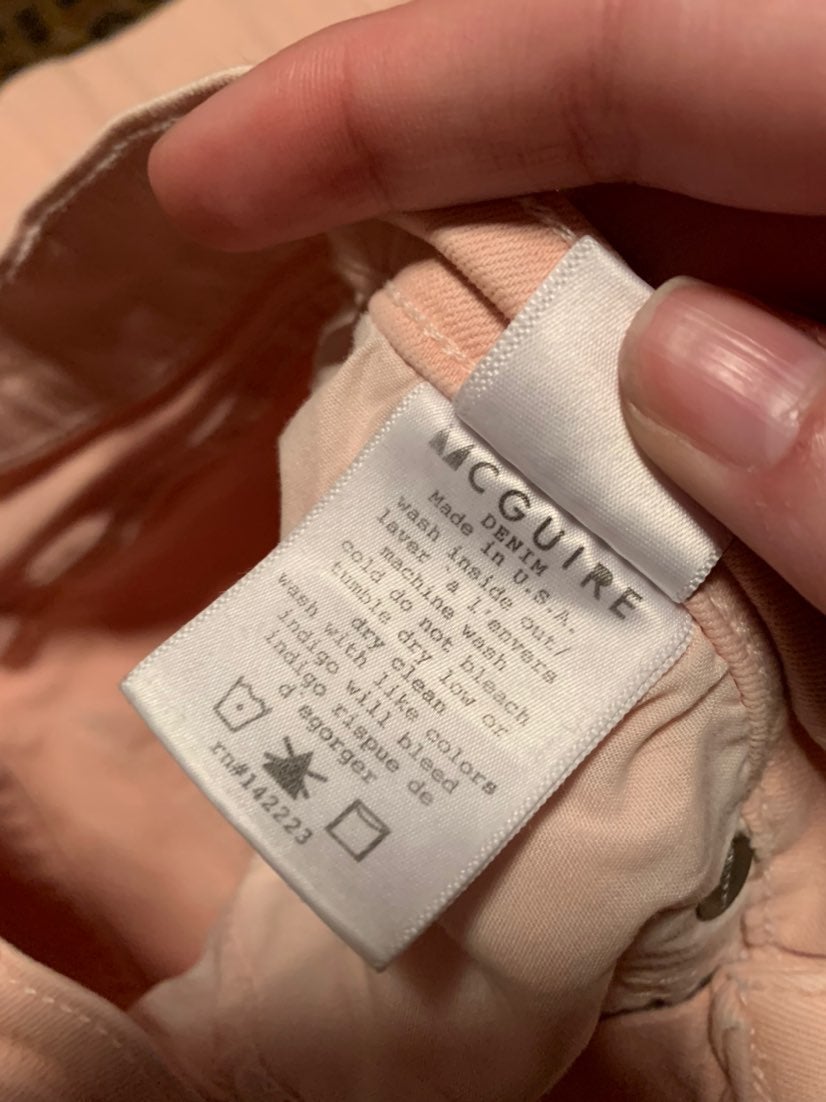 MCGUIRE
DENIM
Made in U.S.A.
wash inside out/
laver `a l'envers
machine wash
cold do not bleach
tumble dry low or
dry clean
wash with like colors
indigo will bleed
indigo rispue de
d egorger
rn#142223